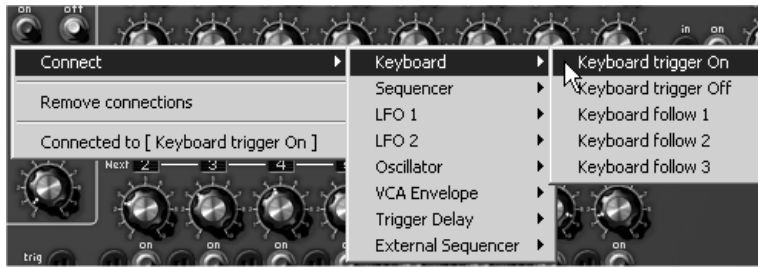 on off
in on
Connect
Remove connections
Connected to [ Keyboard trigger On ]
Keyboard
Sequencer
LFO 1
LFO 2
Oscillator
VCA Envelope
Trigger Delay
External Sequencer
Keyboard trigger On
Keyboard trigger Off
Keyboard follow 1
Keyboard follow 2
Keyboard follow 3
Next 2 3 4
on on on on
trig